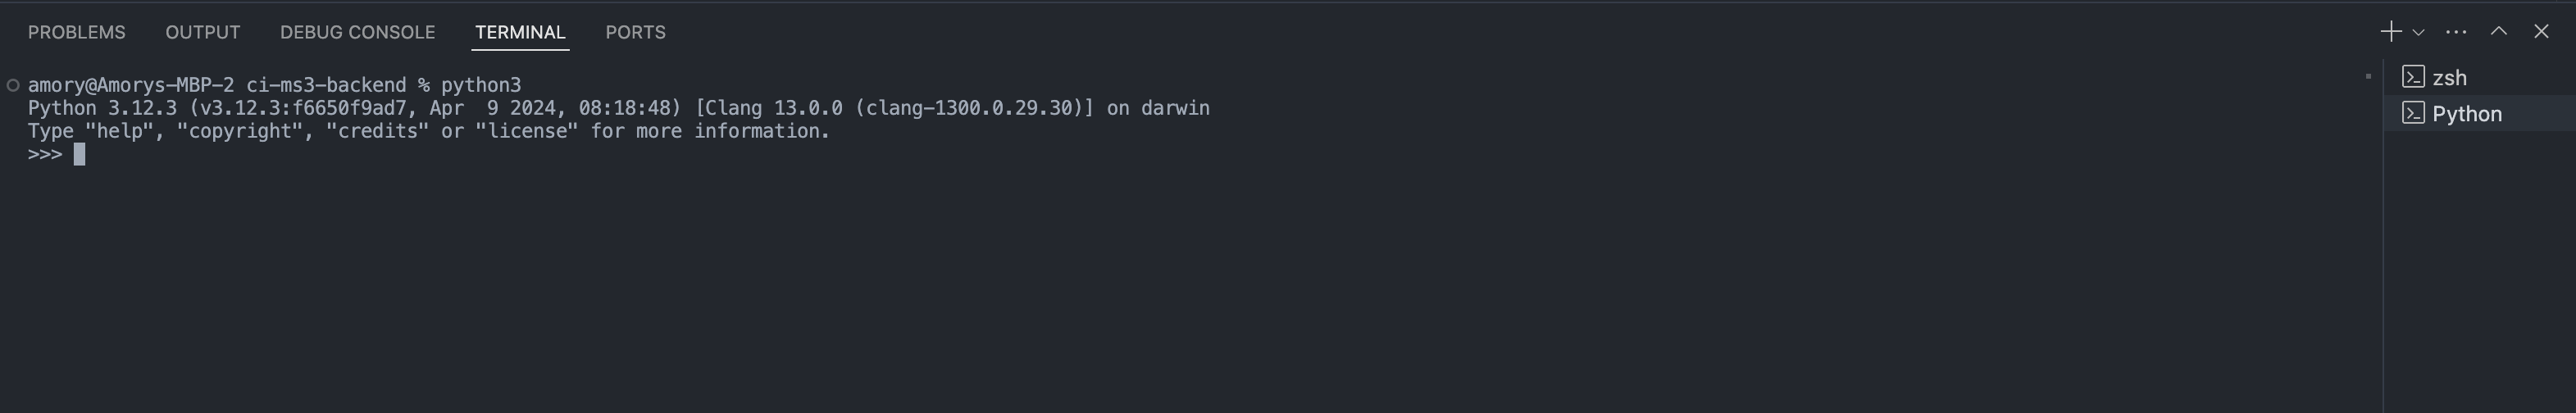 PROBLEMS OUTPUT DEBUG CONSOLE TERMINAL PORTS
amory@Amorys-MBP-2 ci-ms3-backend % python3
Python 3.12.3 (v3.12.3:f6650f9ad7, Apr  9 2024, 08:18:48) [Clang 13.0.0 (clang-1300.0.29.30)] on darwin
Type "help", "copyright", "credits" or "license" for more information.
>>>
zsh
Python